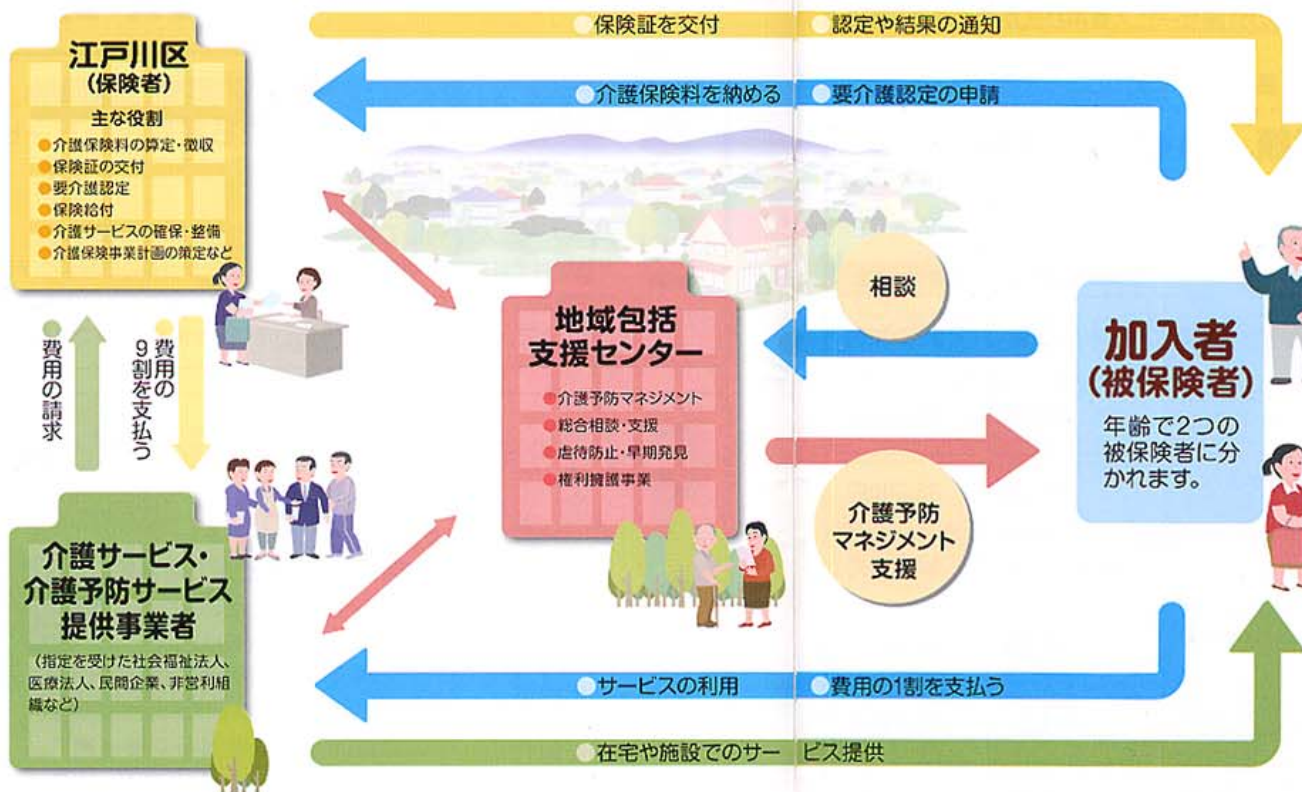 ●保険証を交付 ●認定や結果の通知
●介護保険料を納める ●要介護認定の申請
江戸川区
(保険者)
主な役割
●介護保険料の算定・徴収
●保険証の交付
●要介護認定
●保険給付
●介護サービスの確保・整備
●介護保険事業計画の策定など
●費用の請求
●費用の
9割を支払う
地域包括
支援センター
●介護予防マネジメント
●総合相談・支援
●虐待防止・早期発見
●権利擁護事業
相談
介護予防
マネジメント
支援
加入者
(被保険者)
年齢で2つの
被保険者に分
かれます。
介護サービス・
介護予防サービス
提供事業者
(指定を受けた社会福祉法人、
医療法人、民間企業、非営利組
織など)
●サービスの利用 ●費用の1割を支払う
●在宅や施設でのサービス提供